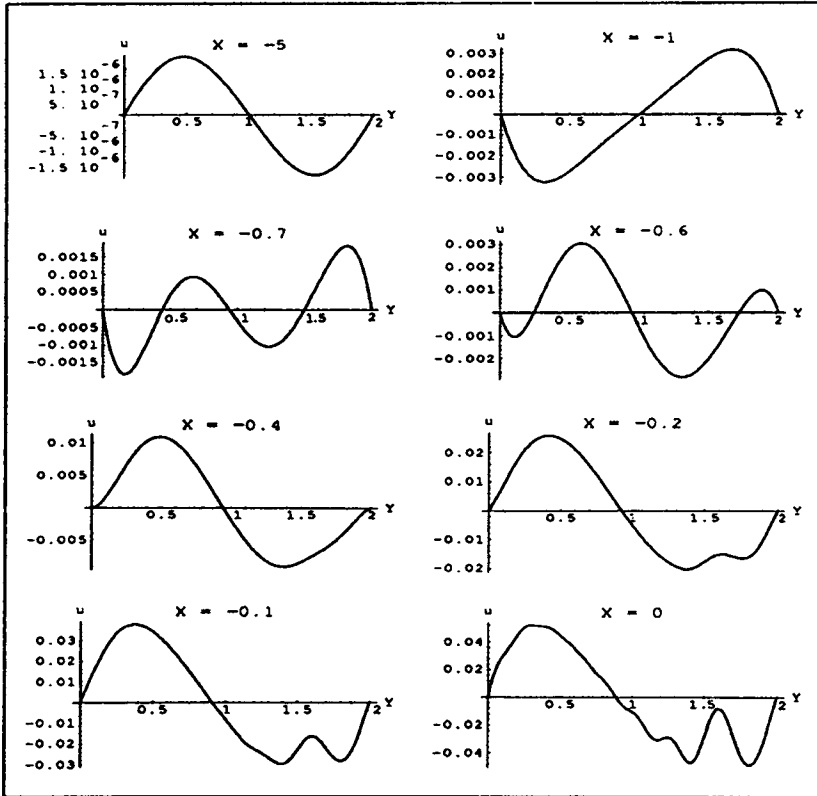 u X = -5
1.5 10^-6
1. 10^-6
5. 10^-7
Y
0.5 1 1.5 2
-5. 10^-7
-1. 10^-6
-1.5 10^-6
X = -1
0.003
0.002
0.001
Y
0.5 1 1.5 2
-0.001
-0.002
-0.003
X = -0.7
0.0015
0.001
0.0005
Y
0.5 1 1.5 2
-0.0005
-0.001
-0.0015
u X = -0.6
0.003
0.002
0.001
Y
0.5 1 1.5 2
-0.001
-0.002
u X = -0.4
0.01
0.005
Y
0.5 1 1.5 2
-0.005
u X = -0.2
0.02
0.01
Y
0.5 1 1.5 2
-0.01
-0.02
u X = -0.1
0.03
0.02
0.01
Y
0.5 1 1.5 2
-0.01
-0.02
-0.03
u X = 0
0.04
0.02
Y
0.5 1 1.5 2
-0.02
-0.04